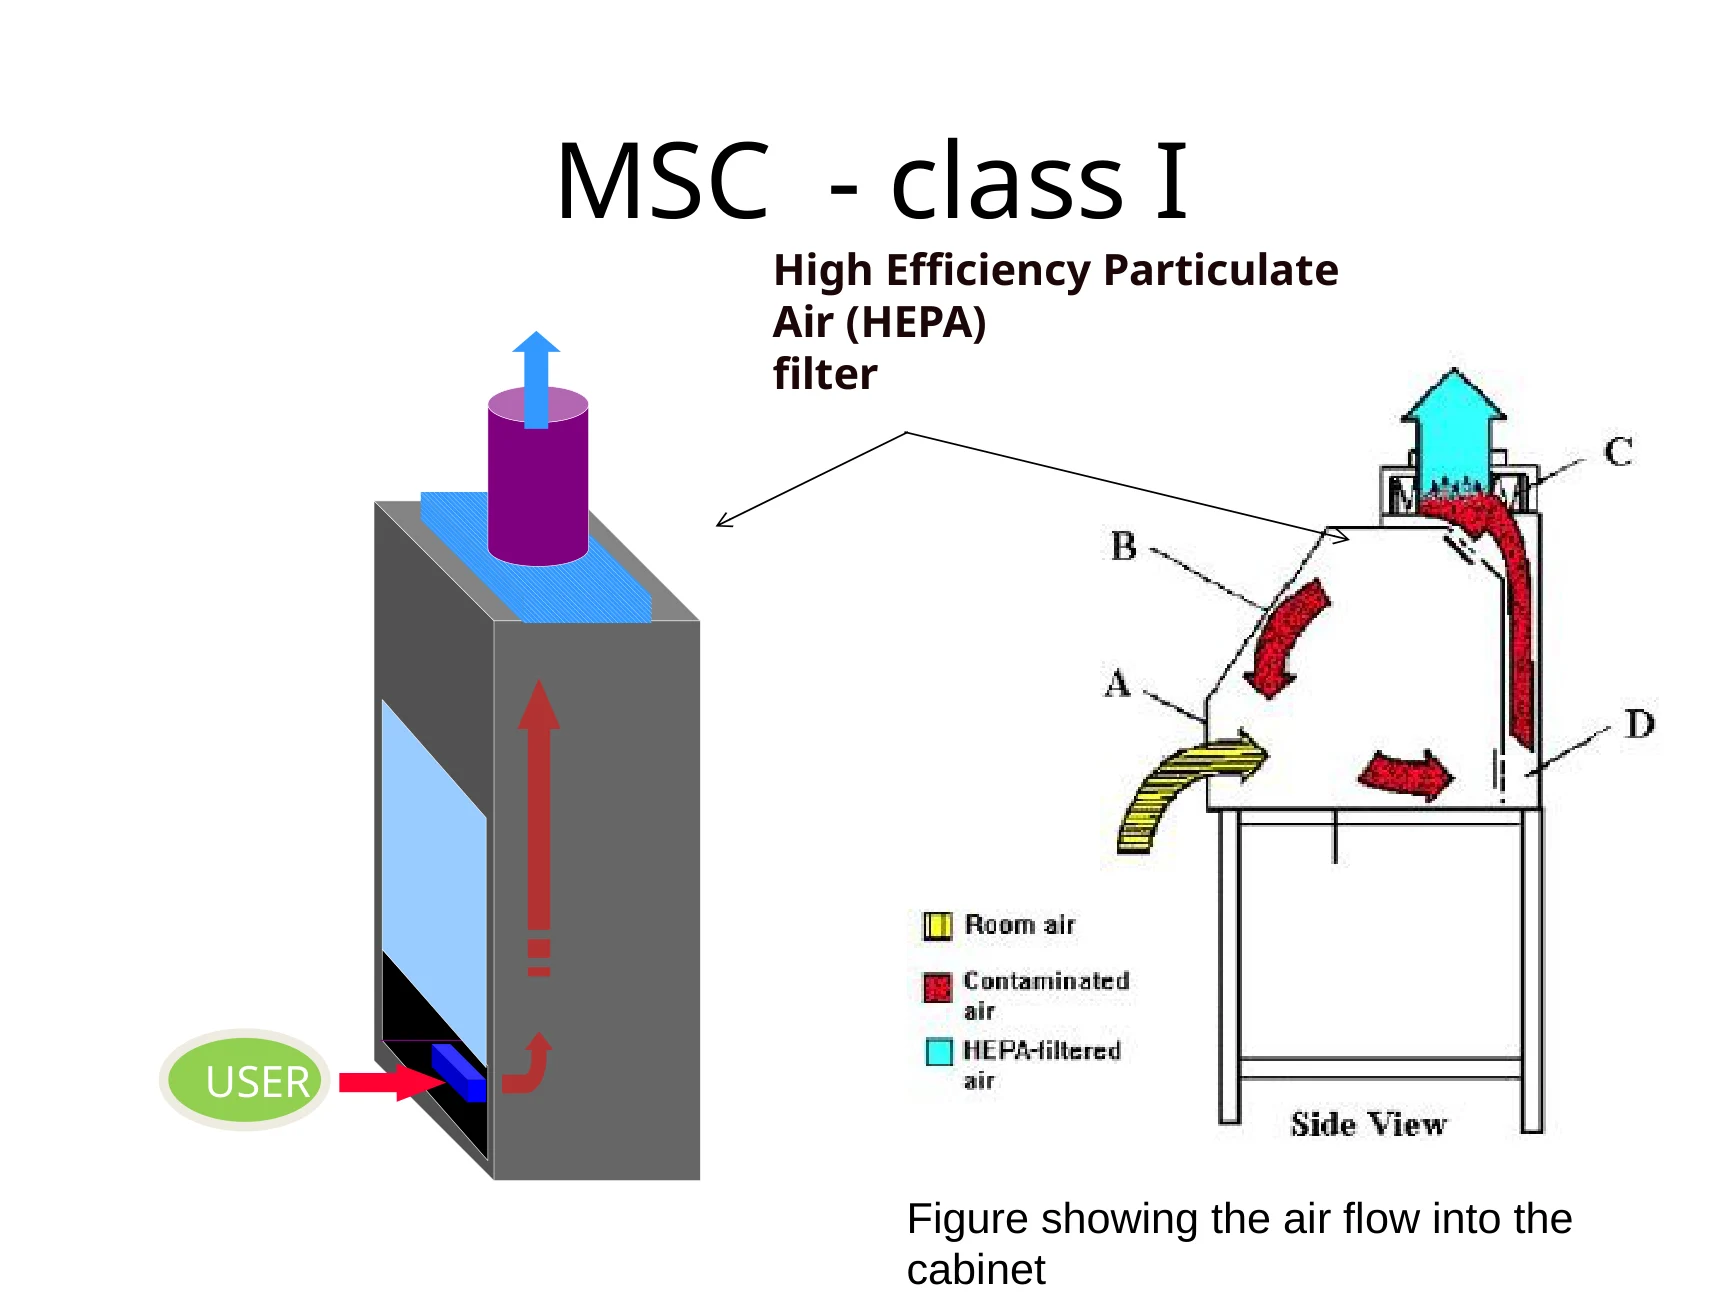 MSC - class I
High Efficiency Particulate
Air (HEPA)
filter
C
B
A
D
Room air
Contaminated
air
HEPA-filtered
air
USER
Side View
Figure showing the air flow into the
cabinet